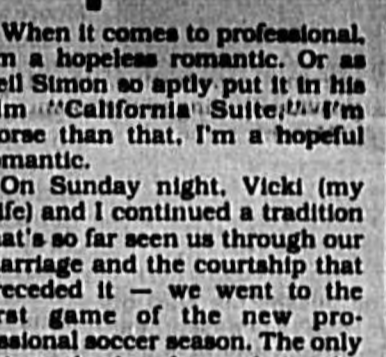 When it comes to professional,
m a hopeless romantic. Or as
eil Simon so aptly put it in his
lm "California Suite," I'm
orse than that, I'm a hopeful
mantic.
On Sunday night, Vicki (my
ife) and I continued a tradition
at's so far seen us through our
arriage and the courtship that
receded it — we went to the
rst game of the new pro-
ssional soccer season. The only